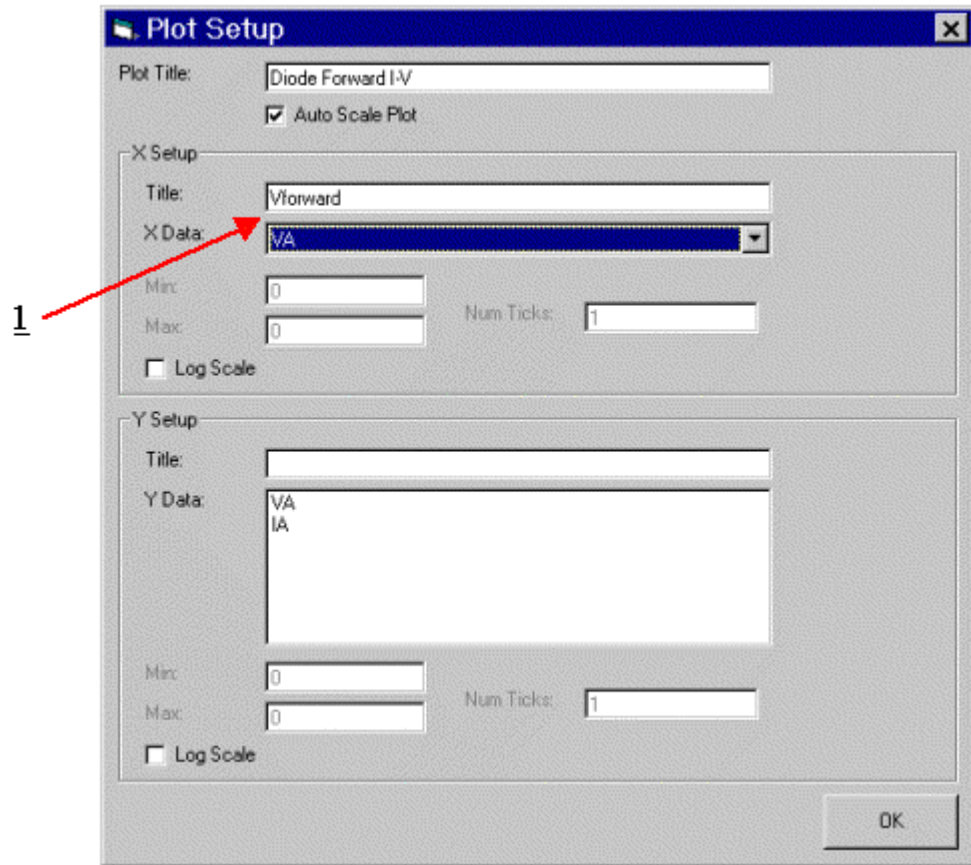 Plot Setup
Plot Title: Diode Forward I-V
Auto Scale Plot
X Setup
Title: Vforward
X Data: VA
1
Min: 0
Max: 0
Num Ticks: 1
Log Scale
Y Setup
Title:
Y Data: VA
IA
Min: 0
Max: 0
Num Ticks: 1
Log Scale
OK